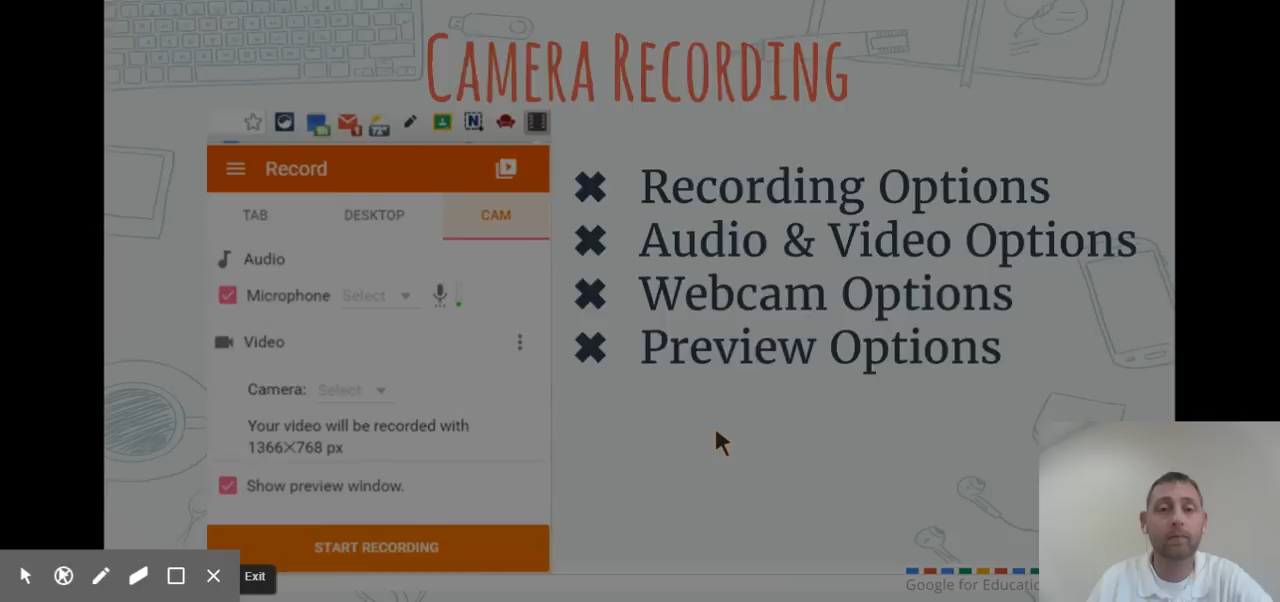 CAMERA RECORDING
Record
TAB DESKTOP CAM
Audio
Microphone Select
Video
Camera: Select
Your video will be recorded with
1366×768 px
Show preview window.
START RECORDING
✖ Recording Options
✖ Audio & Video Options
✖ Webcam Options
✖ Preview Options
Exit
Google for Educatio